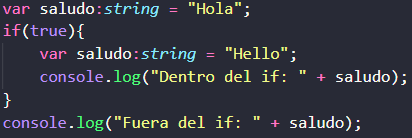 var saludo:string = "Hola";
if(true){
    var saludo:string = "Hello";
    console.log("Dentro del if: " + saludo);
}
console.log("Fuera del if: " + saludo);